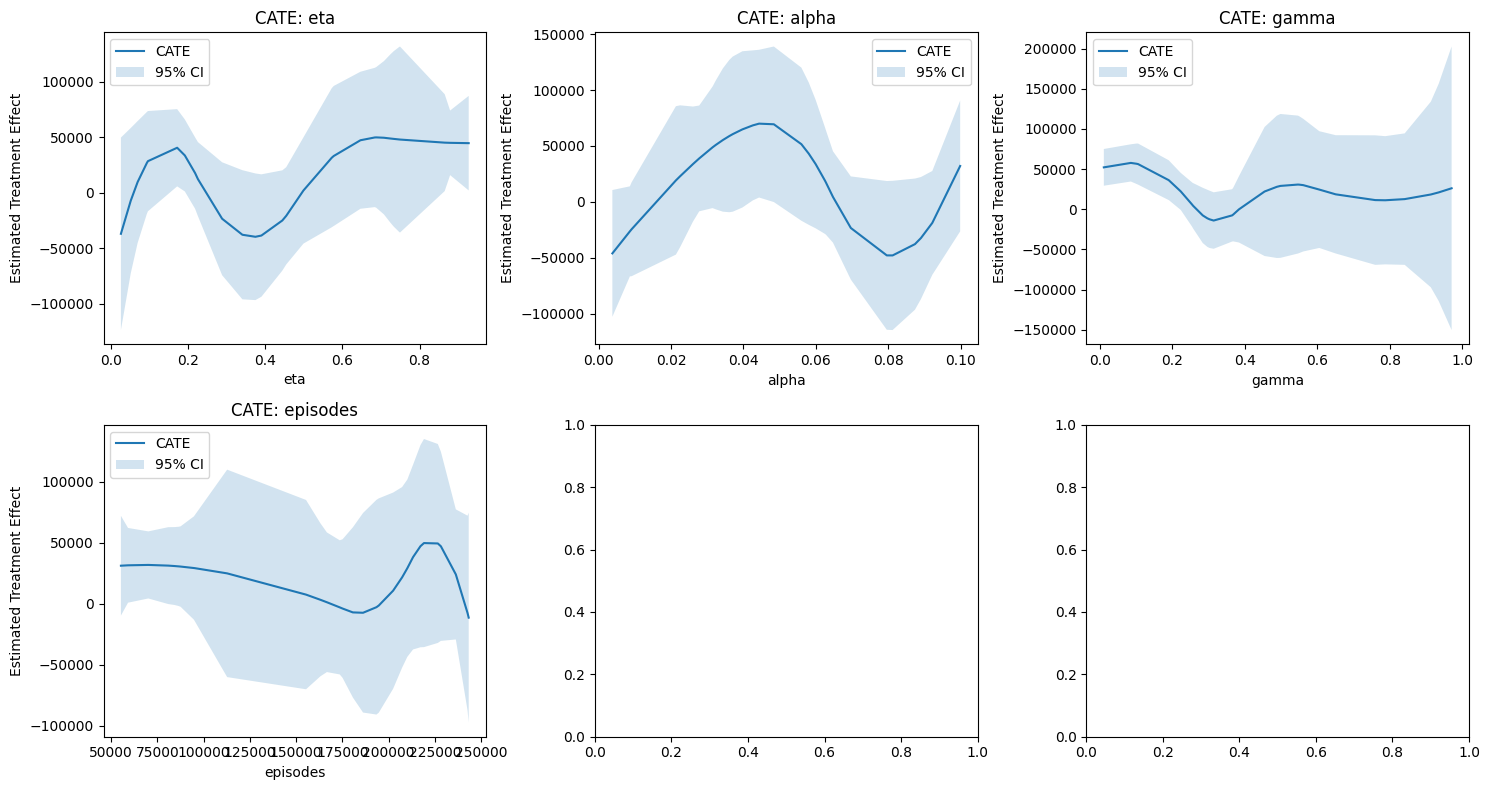 CATE: eta
CATE
95% CI
Estimated Treatment Effect
100000
50000
0
−50000
−100000
0.0 0.2 0.4 0.6 0.8
eta
CATE: alpha
CATE
95% CI
Estimated Treatment Effect
150000
100000
50000
0
−50000
−100000
0.00 0.02 0.04 0.06 0.08 0.10
alpha
CATE: gamma
CATE
95% CI
Estimated Treatment Effect
200000
150000
100000
50000
0
−50000
−100000
−150000
0.0 0.2 0.4 0.6 0.8 1.0
gamma
CATE: episodes
CATE
95% CI
Estimated Treatment Effect
100000
50000
0
−50000
−100000
50000 75000 100000 125000 150000 175000 200000 225000 250000
episodes
1.0
0.8
0.6
0.4
0.2
0.0
0.0 0.2 0.4 0.6 0.8 1.0
1.0
0.8
0.6
0.4
0.2
0.0
0.0 0.2 0.4 0.6 0.8 1.0